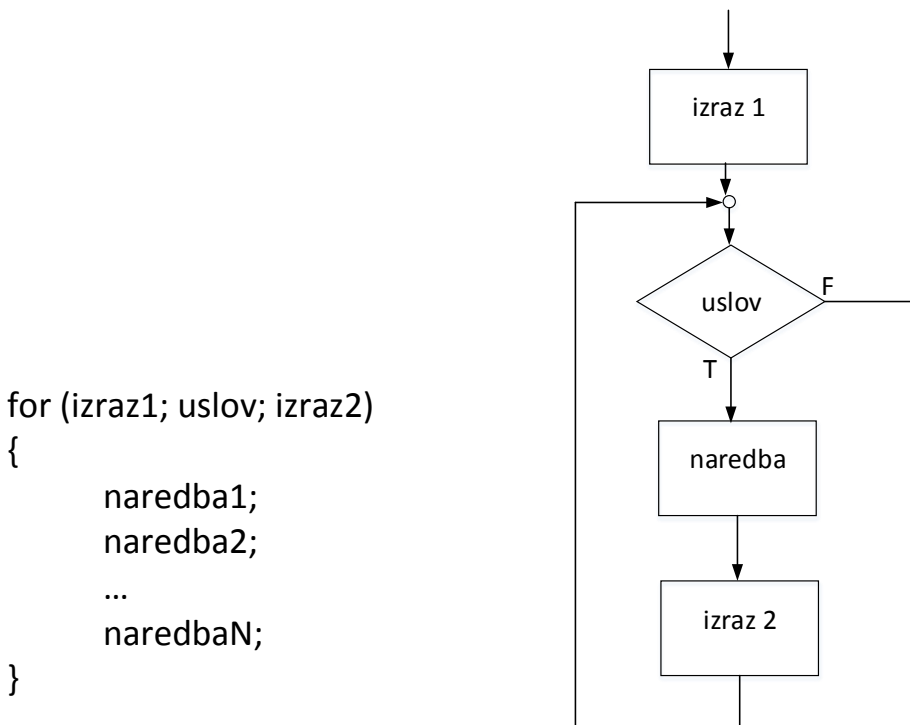 for (izraz1; uslov; izraz2)
{
naredba1;
naredba2;
...
naredbaN;
}
izraz 1
uslov
F
T
naredba
izraz 2